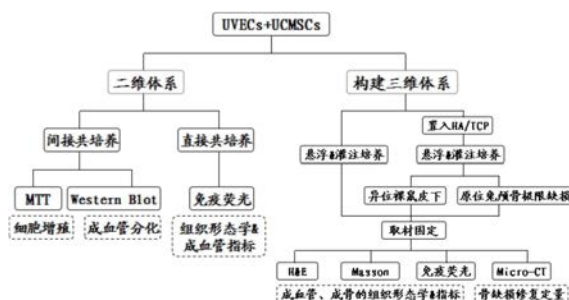 UVECs+UCMSCs
二维体系
构建三维体系
间接共培养
直接共培养
置入HA/TCP
悬浮&灌注培养
悬浮&灌注培养
MTT
Western Blot
免疫荧光
异位裸鼠皮下
原位兔颅骨极限缺损
细胞增殖
成血管分化
组织形态学&
成血管指标
取材固定
H&E
Masson
免疫荧光
Micro-CT
成血管、成骨的组织形态学&指标
骨缺损修复定量